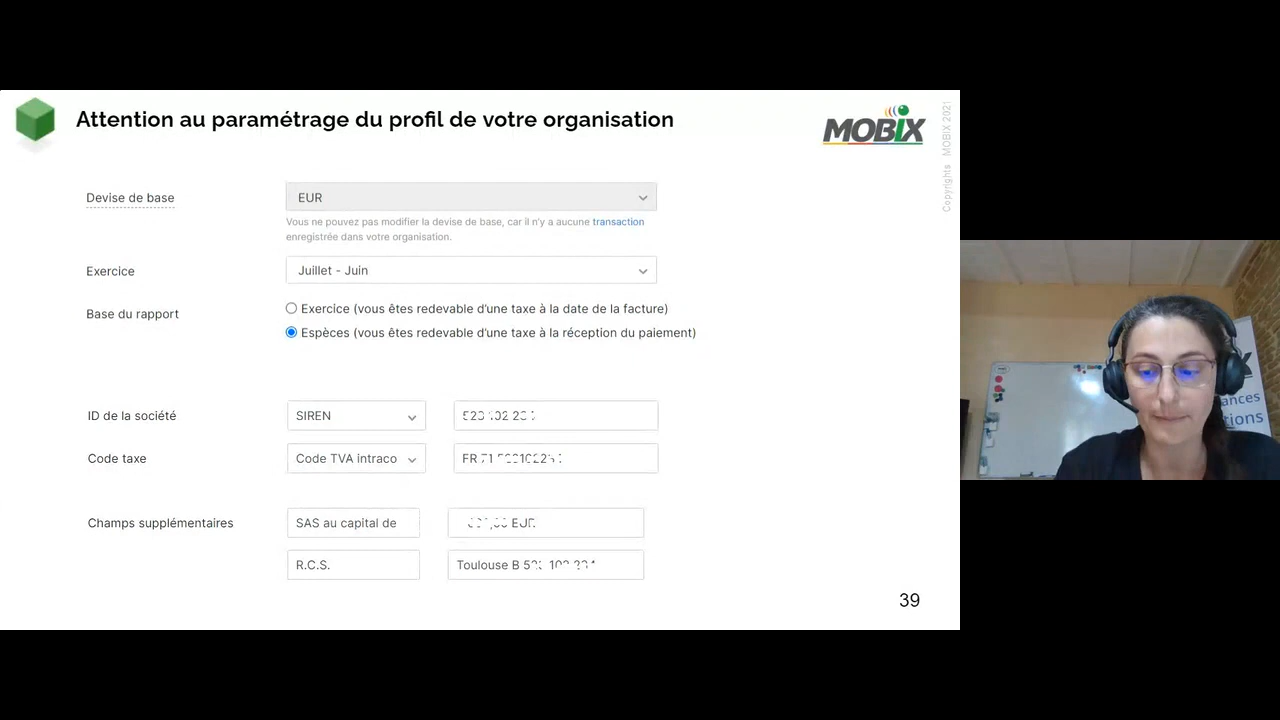 Attention au paramétrage du profil de votre organisation
MOBIX
Copyrights MOBIX 2021
Devise de base
EUR
Vous ne pouvez pas modifier la devise de base, car il n'y a aucune transaction
enregistrée dans votre organisation.
Exercice
Juillet - Juin
Base du rapport
Exercice (vous êtes redevable d'une taxe à la date de la facture)
Espèces (vous êtes redevable d'une taxe à la réception du paiement)
ID de la société
SIREN
Code taxe
Code TVA intraco
FR
Champs supplémentaires
SAS au capital de
EUR
R.C.S.
Toulouse B
39